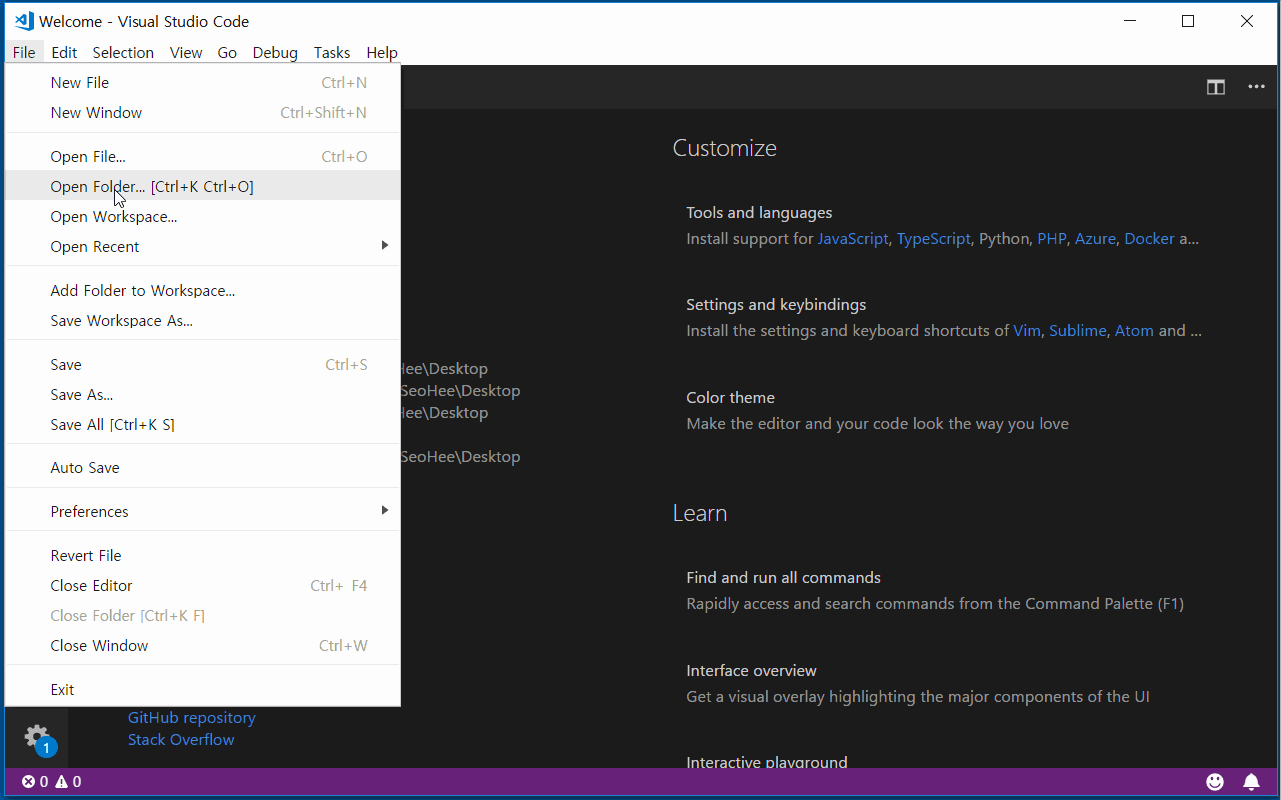 Welcome - Visual Studio Code
File Edit Selection View Go Debug Tasks Help
New File Ctrl+N
New Window Ctrl+Shift+N
Open File... Ctrl+O
Open Folder... [Ctrl+K Ctrl+O]
Open Workspace...
Open Recent
Add Folder to Workspace...
Save Workspace As...
Save Ctrl+S
Save As...
Save All [Ctrl+K S]
Auto Save
Preferences
Revert File
Close Editor Ctrl+ F4
Close Folder [Ctrl+K F]
Close Window Ctrl+W
Exit
\Desktop
SeoHee\Desktop
\Desktop
SeoHee\Desktop
GitHub repository
Stack Overflow
Customize
Tools and languages
Install support for JavaScript, TypeScript, Python, PHP, Azure, Docker a...
Settings and keybindings
Install the settings and keyboard shortcuts of Vim, Sublime, Atom and ...
Color theme
Make the editor and your code look the way you love
Learn
Find and run all commands
Rapidly access and search commands from the Command Palette (F1)
Interface overview
Get a visual overlay highlighting the major components of the UI
Interactive playground
1
0 0